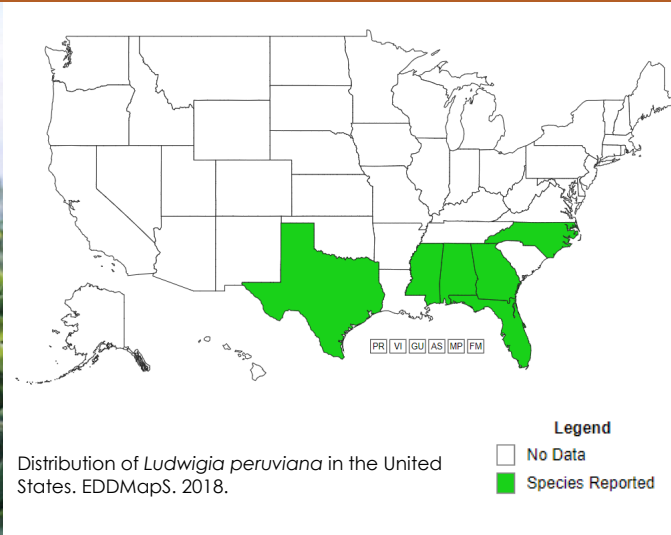 PR VI GU AS MP FM
Legend
No Data
Species Reported
Distribution of Ludwigia peruviana in the United
States. EDDMapS. 2018.